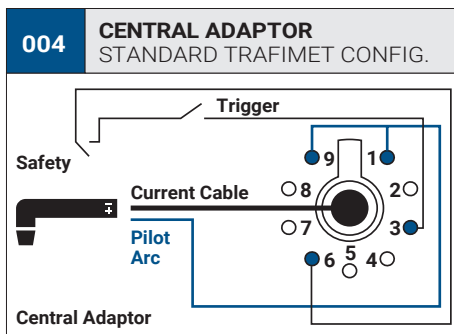 004
CENTRAL ADAPTOR
STANDARD TRAFIMET CONFIG.
Trigger
Safety
9 1
8 2
Current Cable
7 3
Pilot
Arc
6 5 4
Central Adaptor